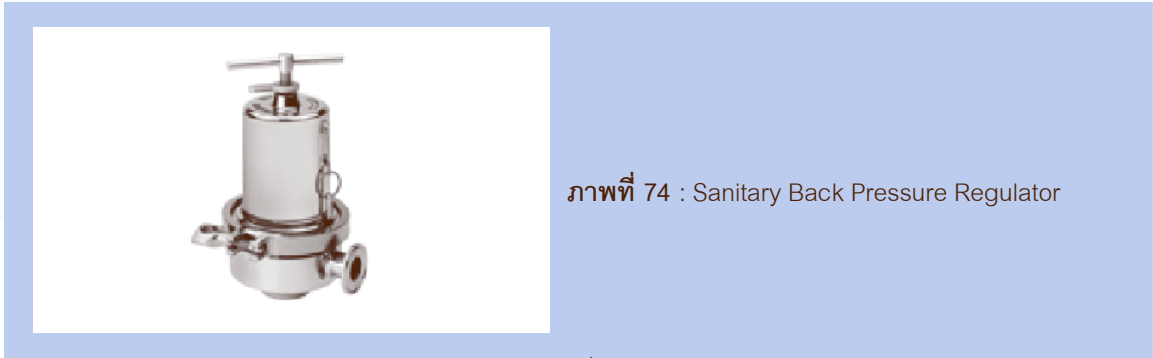 ภาพที่ 74 : Sanitary Back Pressure Regulator